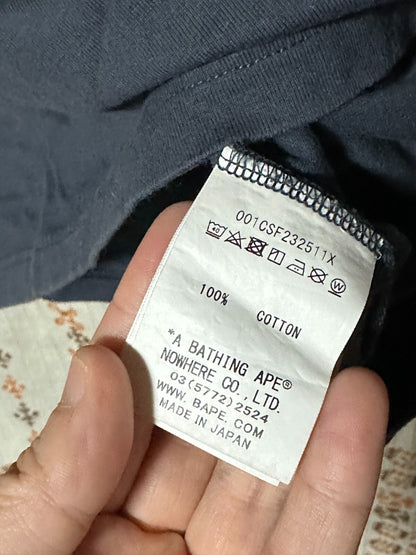 001CSF232511X
100% COTTON
*A BATHING APE®
NOWHERE CO., LTD.
03(5772)2524
WWW. BAPE. COM
MADE IN JAPAN